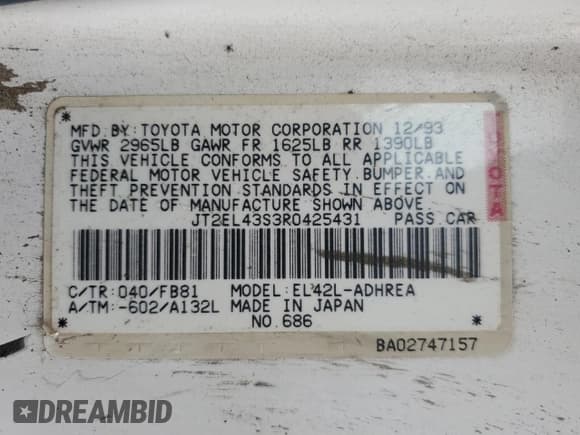 MFD BY: TOYOTA MOTOR CORPORATION 12/93
GVWR 2965LB GAWR FR 1625LB RR 1390LB
THIS VEHICLE CONFORMS TO ALL APPLICABLE
FEDERAL MOTOR VEHICLE SAFETY BUMPER AND
THEFT PREVENTION STANDARDS IN EFFECT ON
THE DATE OF MANUFACTURE SHOWN ABOVE
TOYOTA
JT2EL43S3R0425431 PASS CAR
C/TR: 040/FB81 MODEL: EL42L-ADHREA
A/TM: -602/A132L MADE IN JAPAN
* NO.686 *
BA02747157
DREAMBID